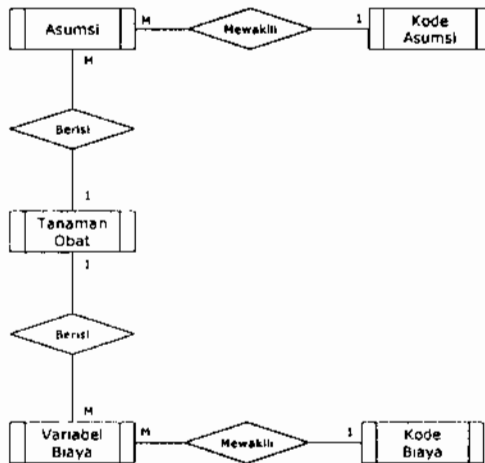 Asumsi
M
Mewakili
1
Kode
Asumsi
M
Berisi
1
Tanaman
Obat
1
Berisi
M
Variabel
Biaya
M
Mewakili
1
Kode
Biaya